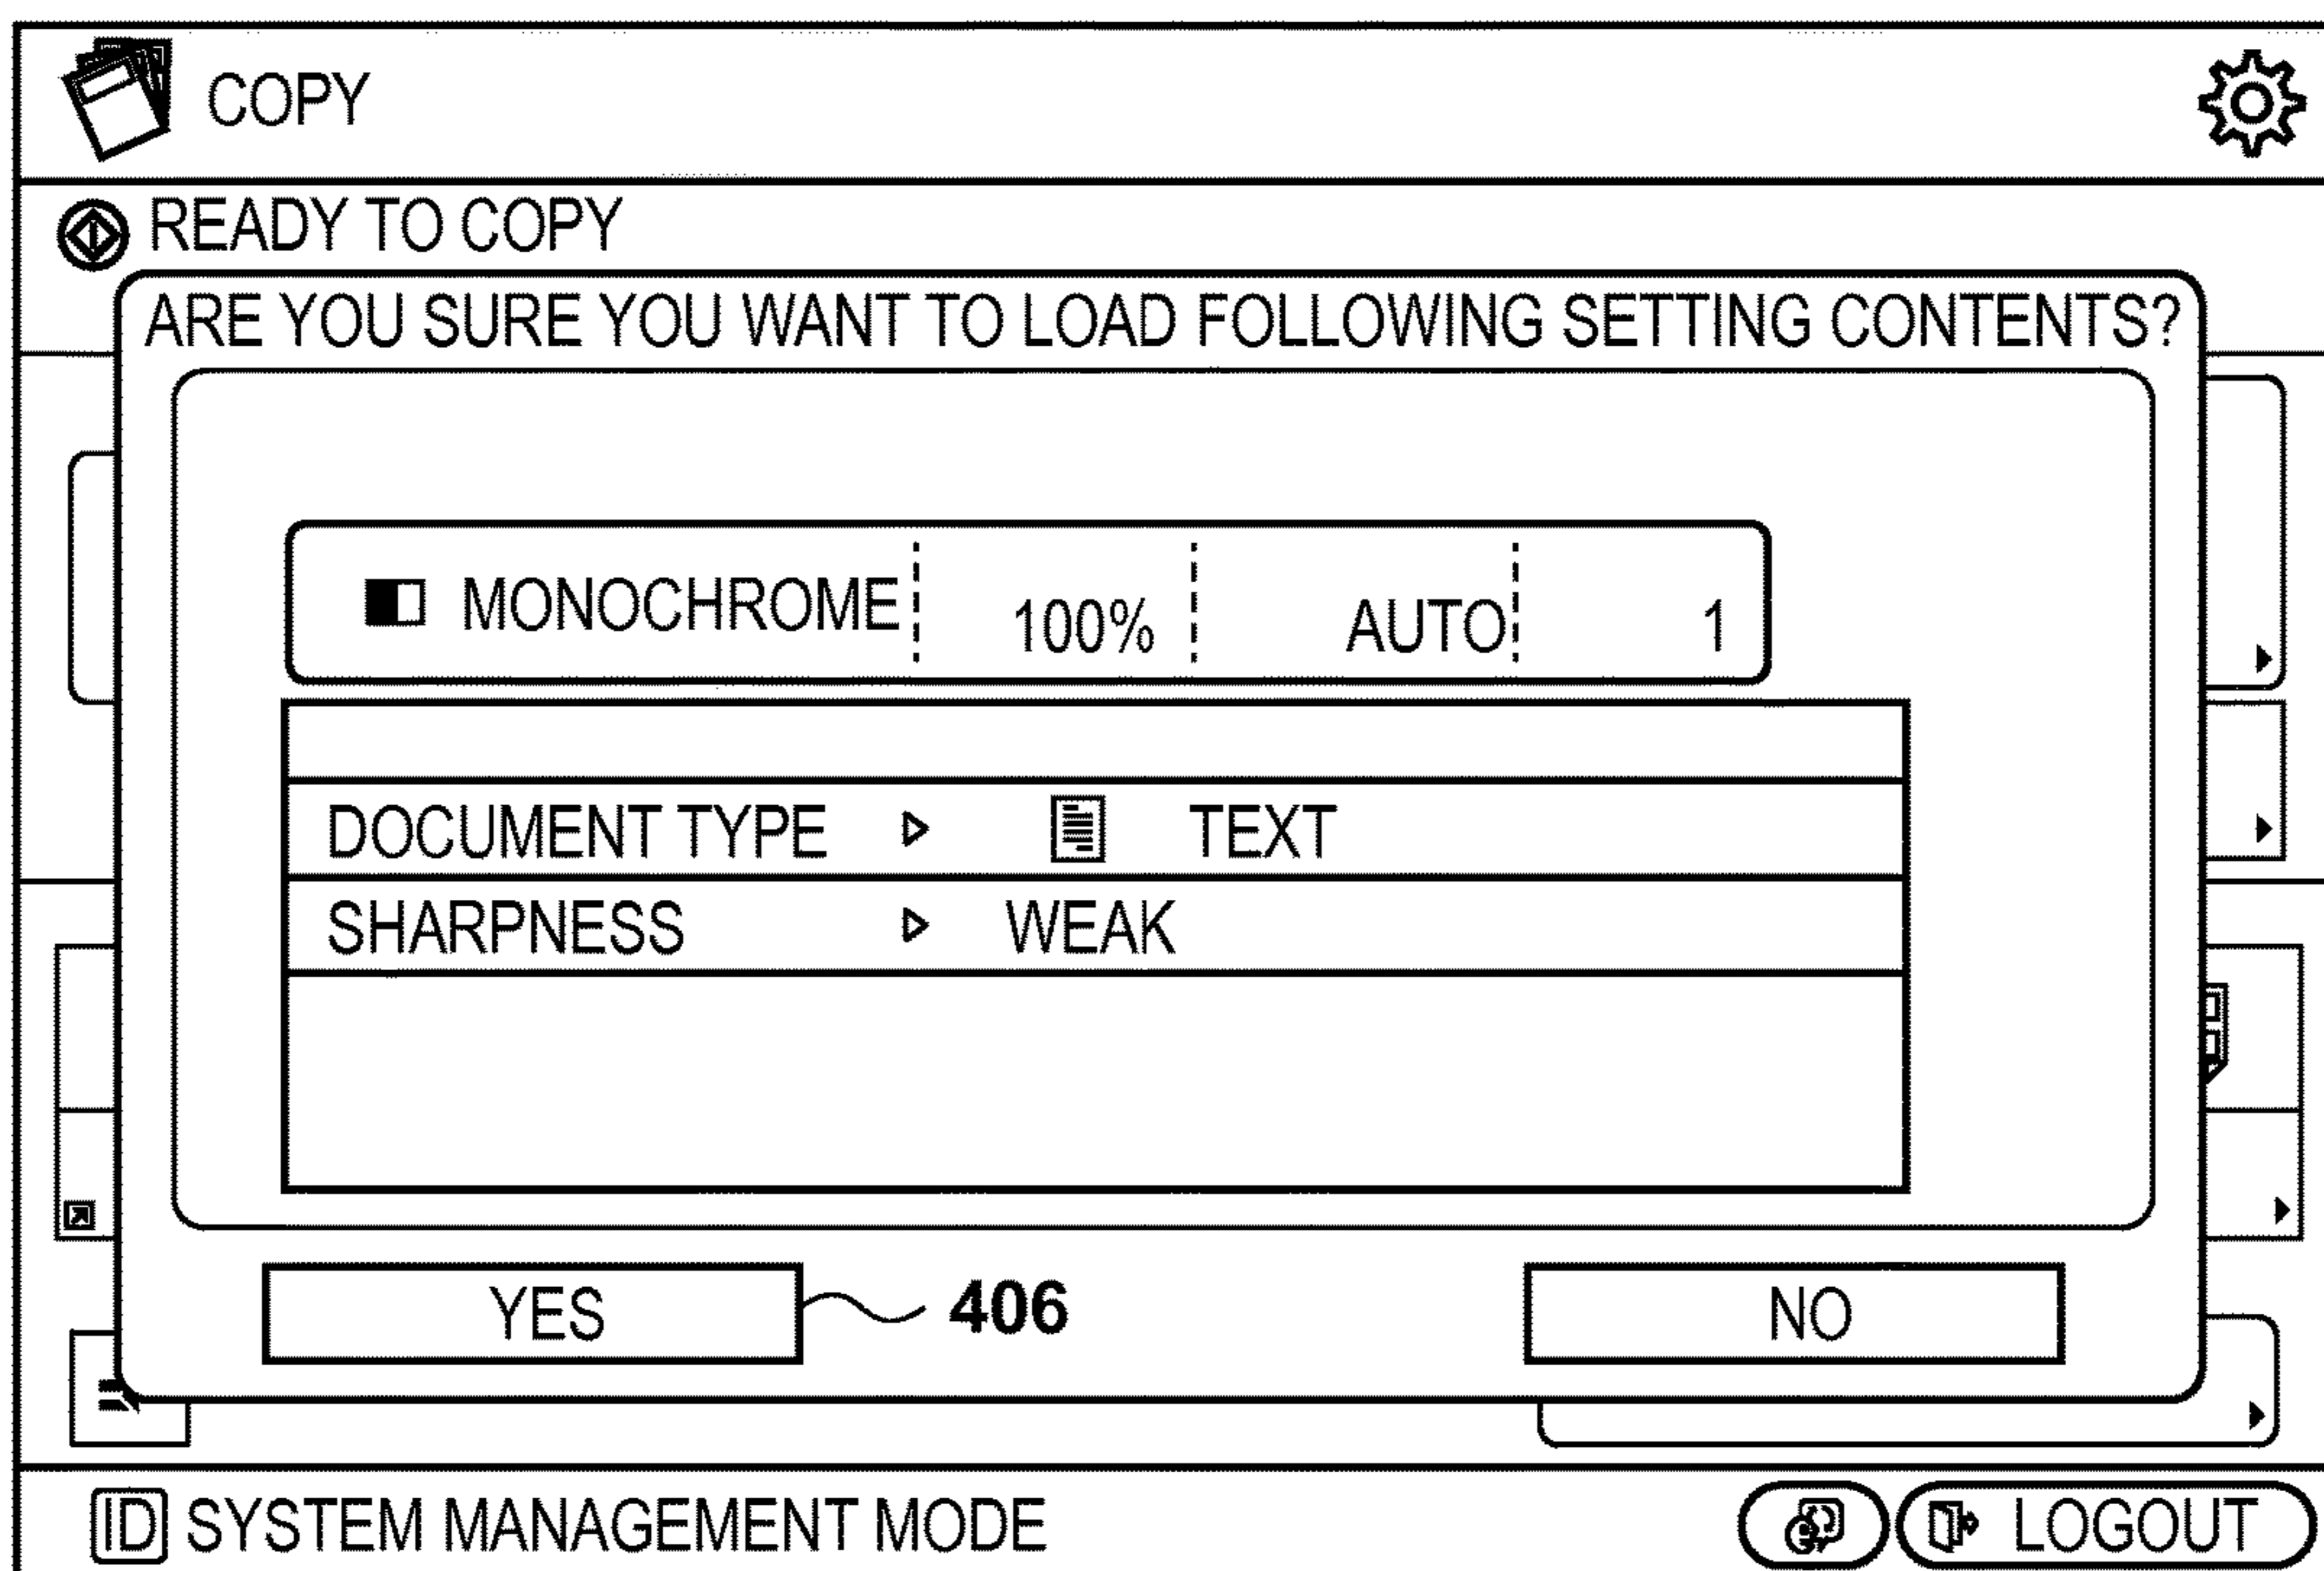 COPY
READY TO COPY
ARE YOU SURE YOU WANT TO LOAD FOLLOWING SETTING CONTENTS?
MONOCHROME 100% AUTO 1
DOCUMENT TYPE TEXT
SHARPNESS WEAK
YES 406 NO
ID SYSTEM MANAGEMENT MODE LOGOUT